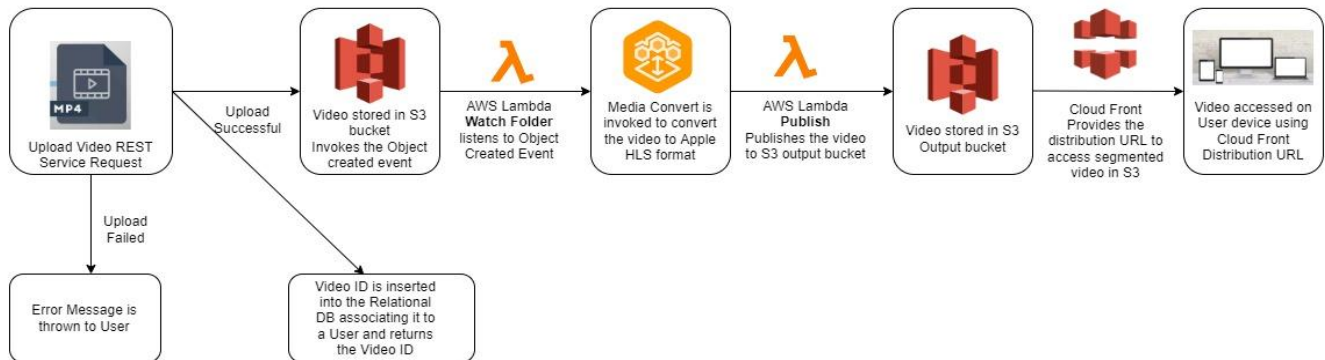 MP4
Upload Video REST
Service Request
Upload
Successful
Video stored in S3
bucket
Invokes the Object
created event
AWS Lambda
Watch Folder
listens to Object
Created Event
Media Convert is
invoked to convert
the video to Apple
HLS format
AWS Lambda
Publish
Publishes the video
to S3 output bucket
Video stored in S3
Output bucket
Cloud Front
Provides the
distribution URL to
access segmented
video in S3
Video accessed on
User device using
Cloud Front
Distribution URL
Upload
Failed
Error Message is
thrown to User
Video ID is inserted
into the Relational
DB associating it to
a User and returns
the Video ID